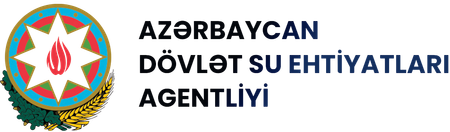 AZƏRBAYCAN
DÖVLƏT SU EHTİYATLARI
AGENTLİYİ